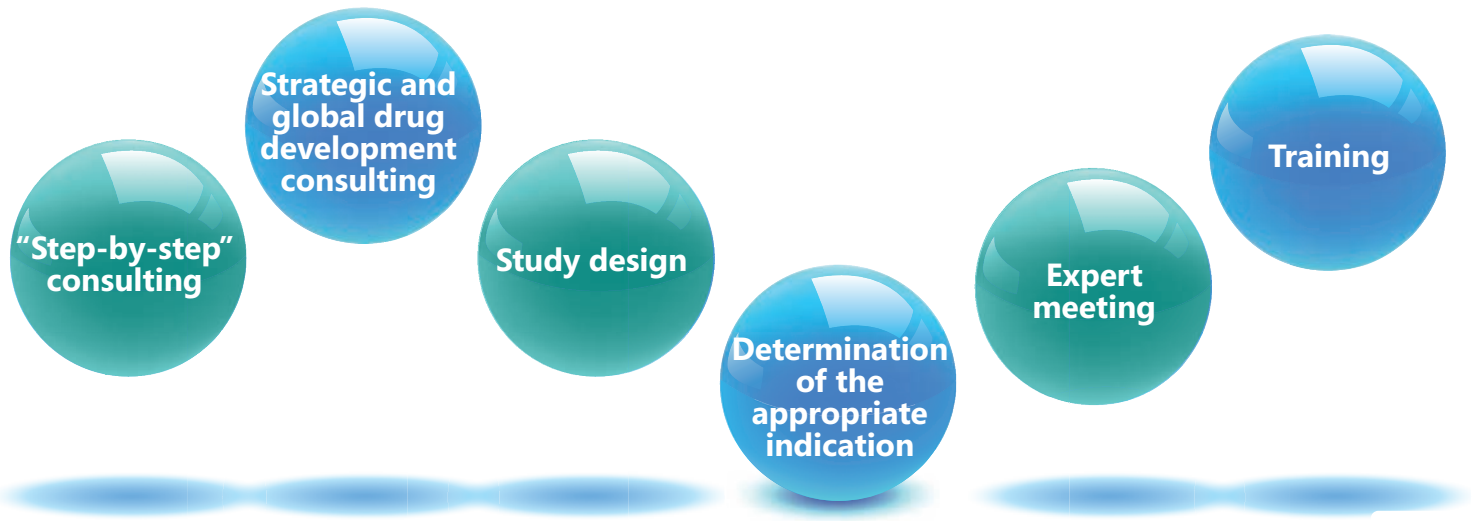 “Step-by-step”
consulting
Strategic and
global drug
development
consulting
Study design
Determination
of the
appropriate
indication
Expert
meeting
Training